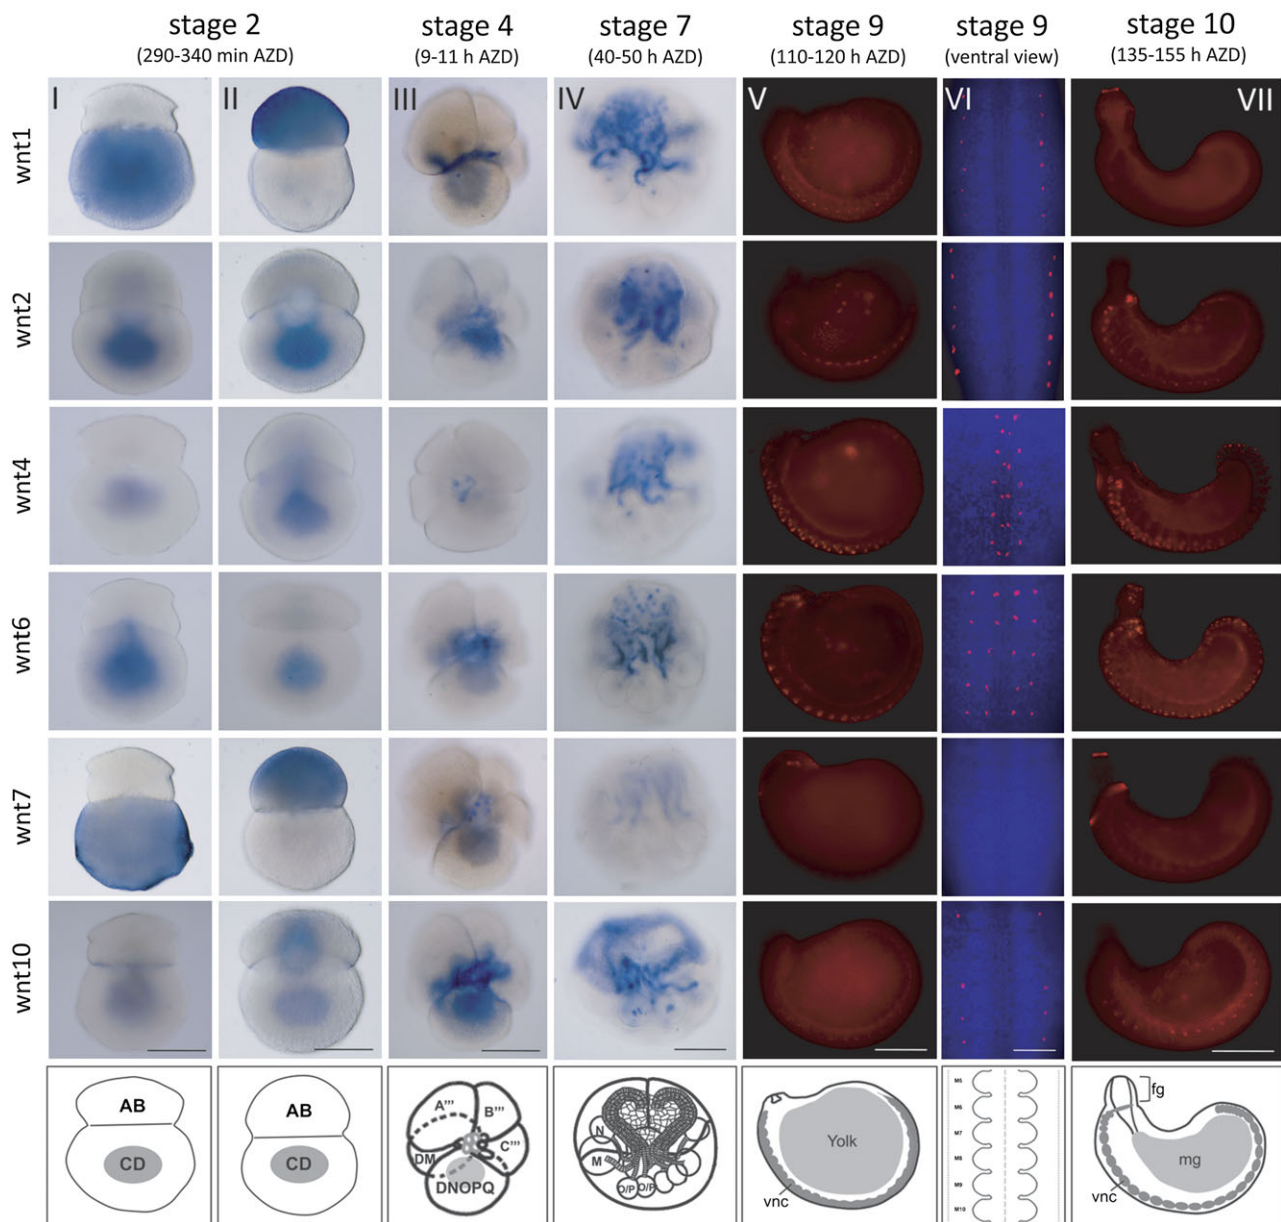 stage 2
(290-340 min AZD)
stage 4
(9-11 h AZD)
stage 7
(40-50 h AZD)
stage 9
(110-120 h AZD)
stage 9
(ventral view)
stage 10
(135-155 h AZD)
I
II
III
IV
V
VI
VII
wnt1
wnt2
wnt4
wnt6
wnt7
wnt10
AB
CD
AB
CD
A'''
B'''
C'''
DM
DNOPQ
N
M
O/P
O/P
Yolk
vnc
M5
M6
M7
M8
M9
M10
fg
mg
vnc